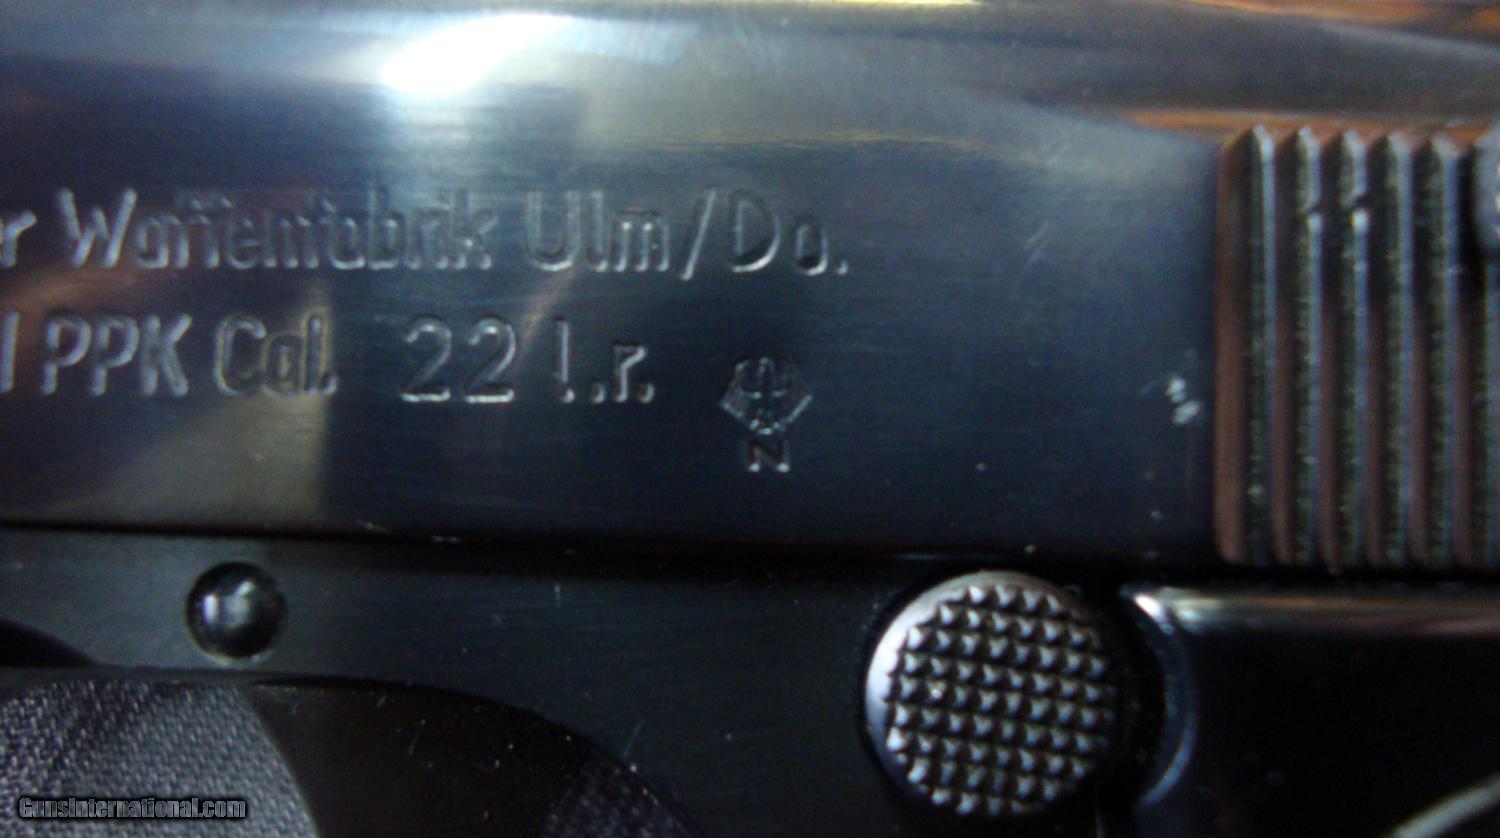 r Waffenfabrik Ulm/Do.
l PPK Cal. 22 l.r.
N
GunsInternational.com